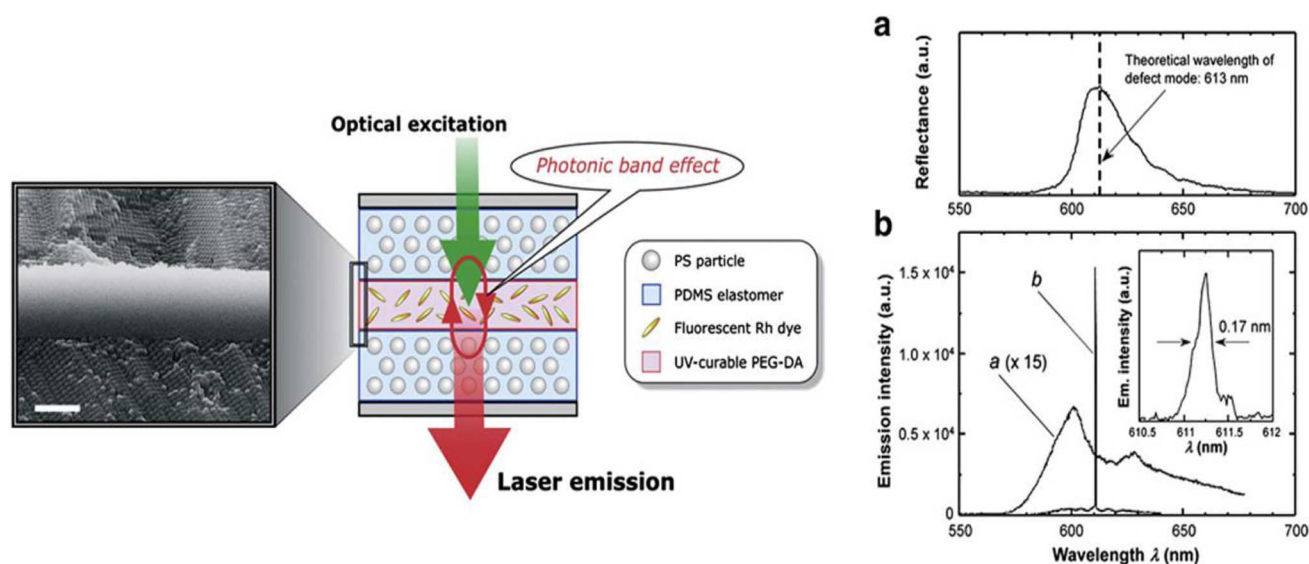 Optical excitation
Photonic band effect
PS particle
PDMS elastomer
Fluorescent Rh dye
UV-curable PEG-DA
Laser emission
a
Reflectance (a.u.)
Theoretical wavelength of
defect mode: 613 nm
550
600
650
700
b
Emission intensity (a.u.)
1.5 x 10⁴
1.0 x 10⁴
0.5 x 10⁴
0
b
a (x 15)
Em. intensity (a.u.)
0.17 nm
610.5
611
611.5
612
λ (nm)
550
600
650
700
Wavelength λ (nm)